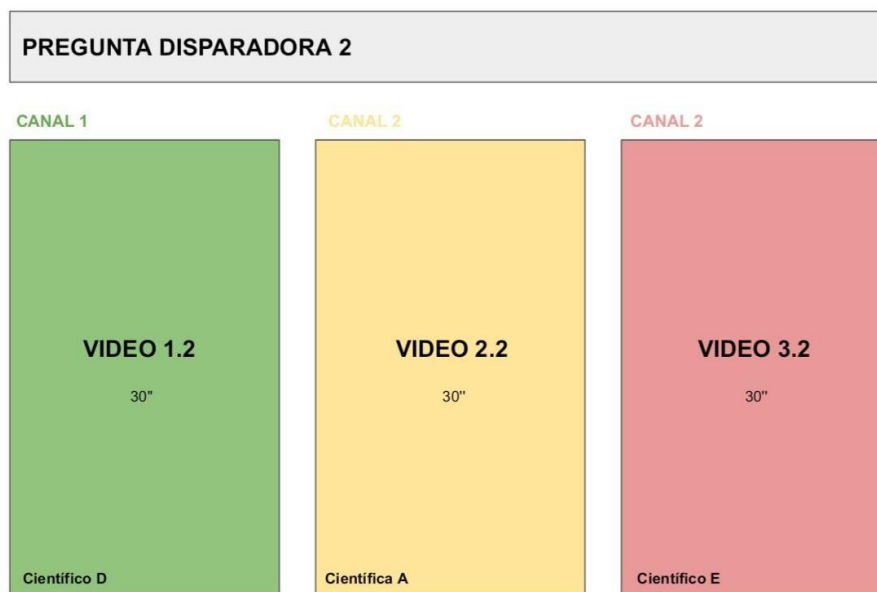 PREGUNTA DISPARADORA 2
CANAL 1
CANAL 2
CANAL 2
VIDEO 1.2
30"
VIDEO 2.2
30"
VIDEO 3.2
30"
Científico D
Científica A
Científico E